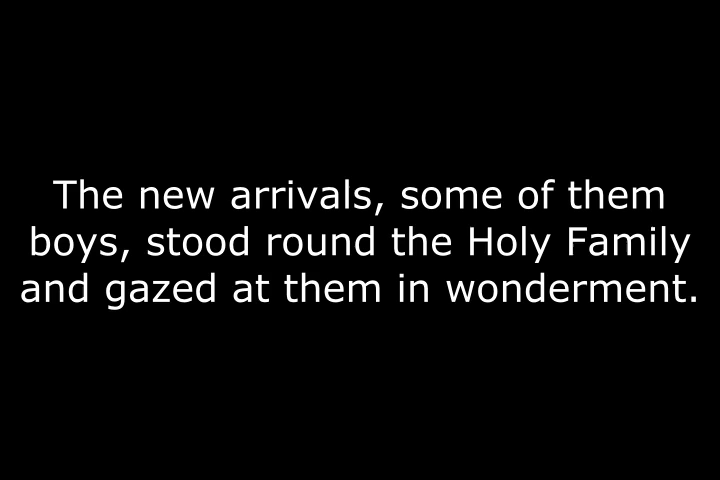 The new arrivals, some of them
boys, stood round the Holy Family
and gazed at them in wonderment.